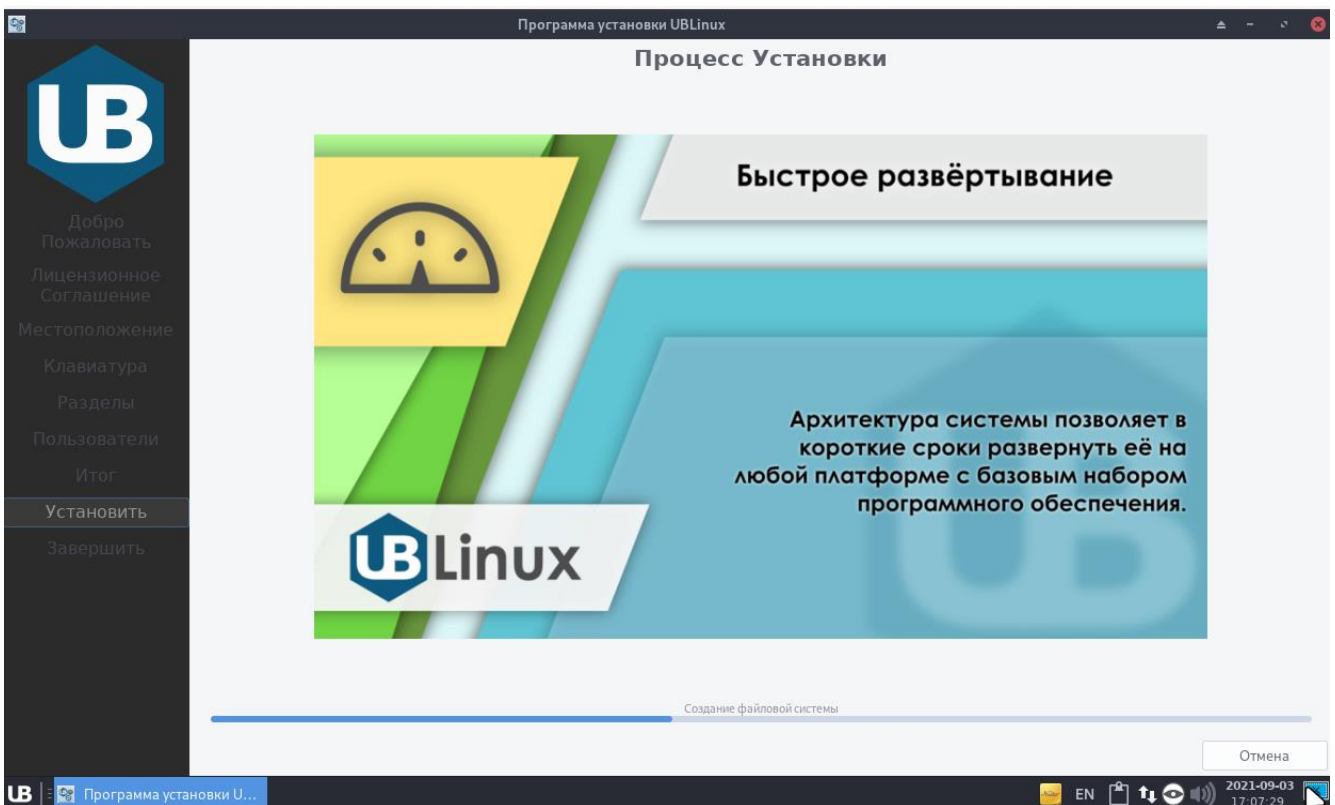 Программа установки UBLinux
UB
Добро
Пожаловать
Лицензионное
Соглашение
Местоположение
Клавиатура
Разделы
Пользователи
Итог
Установить
Завершить
Процесс Установки
Быстрое развёртывание
Архитектура системы позволяет в
короткие сроки развернуть её на
любой платформе с базовым набором
программного обеспечения.
UBLinux
UB
Создание файловой системы
Отмена
UB
Программа установки U...
EN
2021-09-03
17:07:29